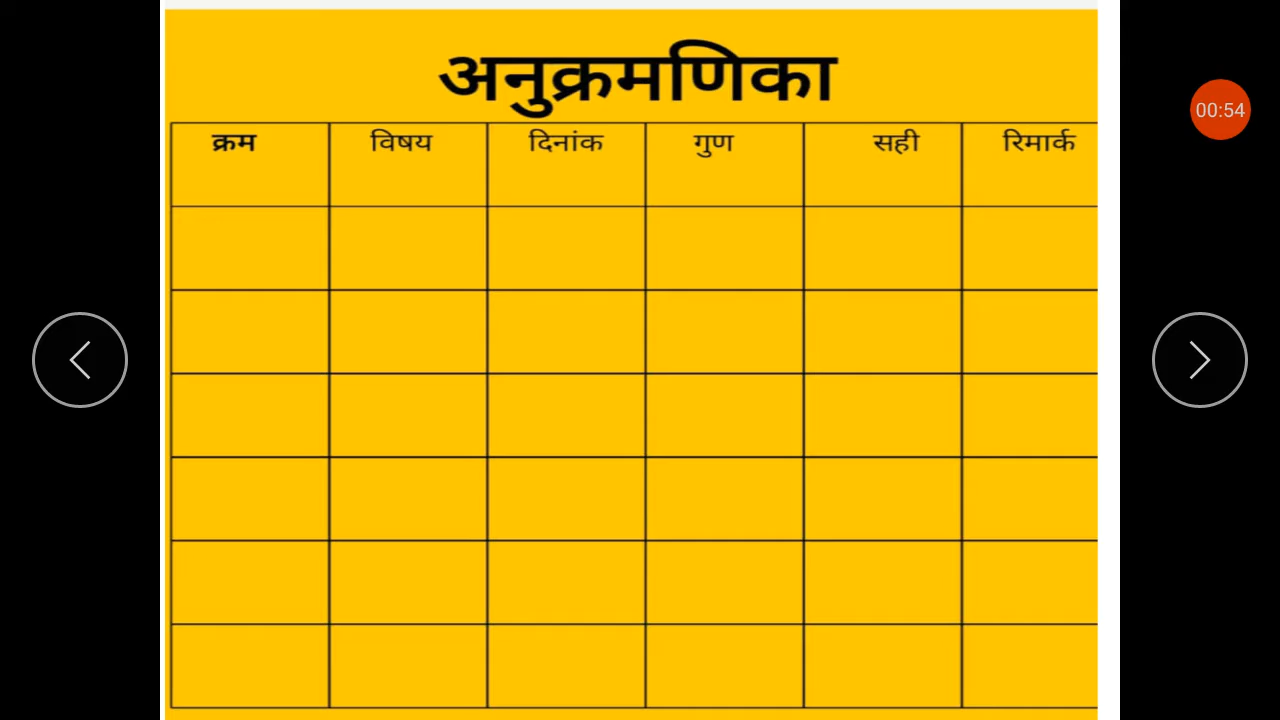 अनुक्रमणिका
क्रम विषय दिनांक गुण सही रिमार्क
00:54